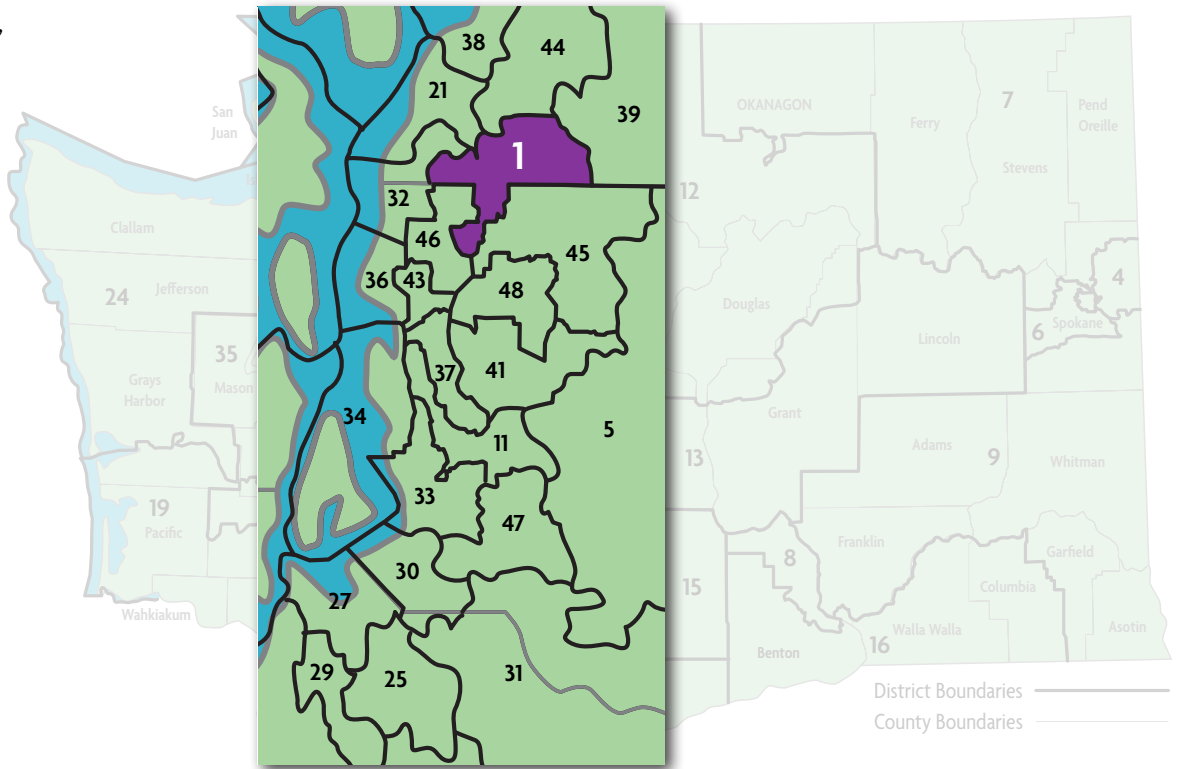 38
44
21
39
1
32
46
45
36
43
48
37
41
34
5
11
33
47
30
27
29
25
31
San
Juan
Clallam
24
Jefferson
35
Mason
Grays
Harbor
19
Pacific
Wahkiakum
OKANAGON
7
Pend
Oreille
Ferry
Stevens
12
Douglas
4
6
Spokane
Lincoln
Grant
13
Adams
9
Whitman
15
8
Franklin
Garfield
Columbia
Benton
16
Walla Walla
Asotin
District Boundaries
County Boundaries